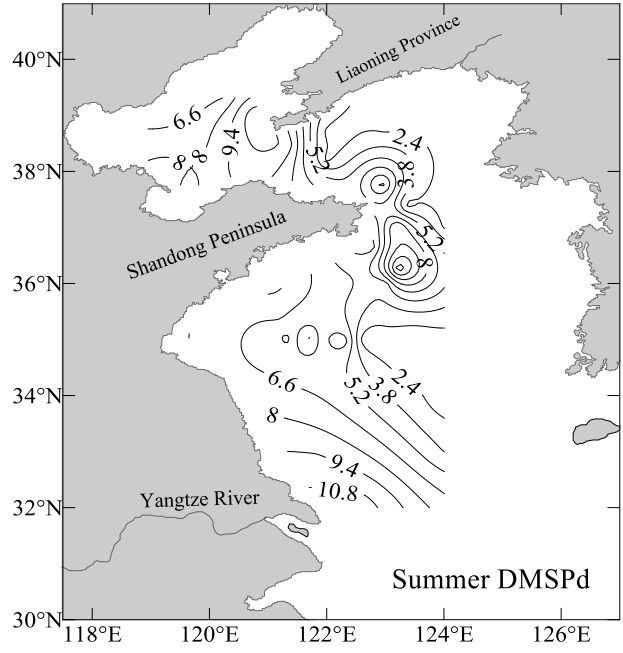 40°N
38°N
36°N
34°N
32°N
30°N
118°E
120°E
122°E
124°E
126°E
Liaoning Province
Shandong Peninsula
Yangtze River
Summer DMSPd
6.6
8
8
9.4
5.2
2.4
3.8
5.2
8
6.6
5.2
3.8
2.4
8
9.4
10.8